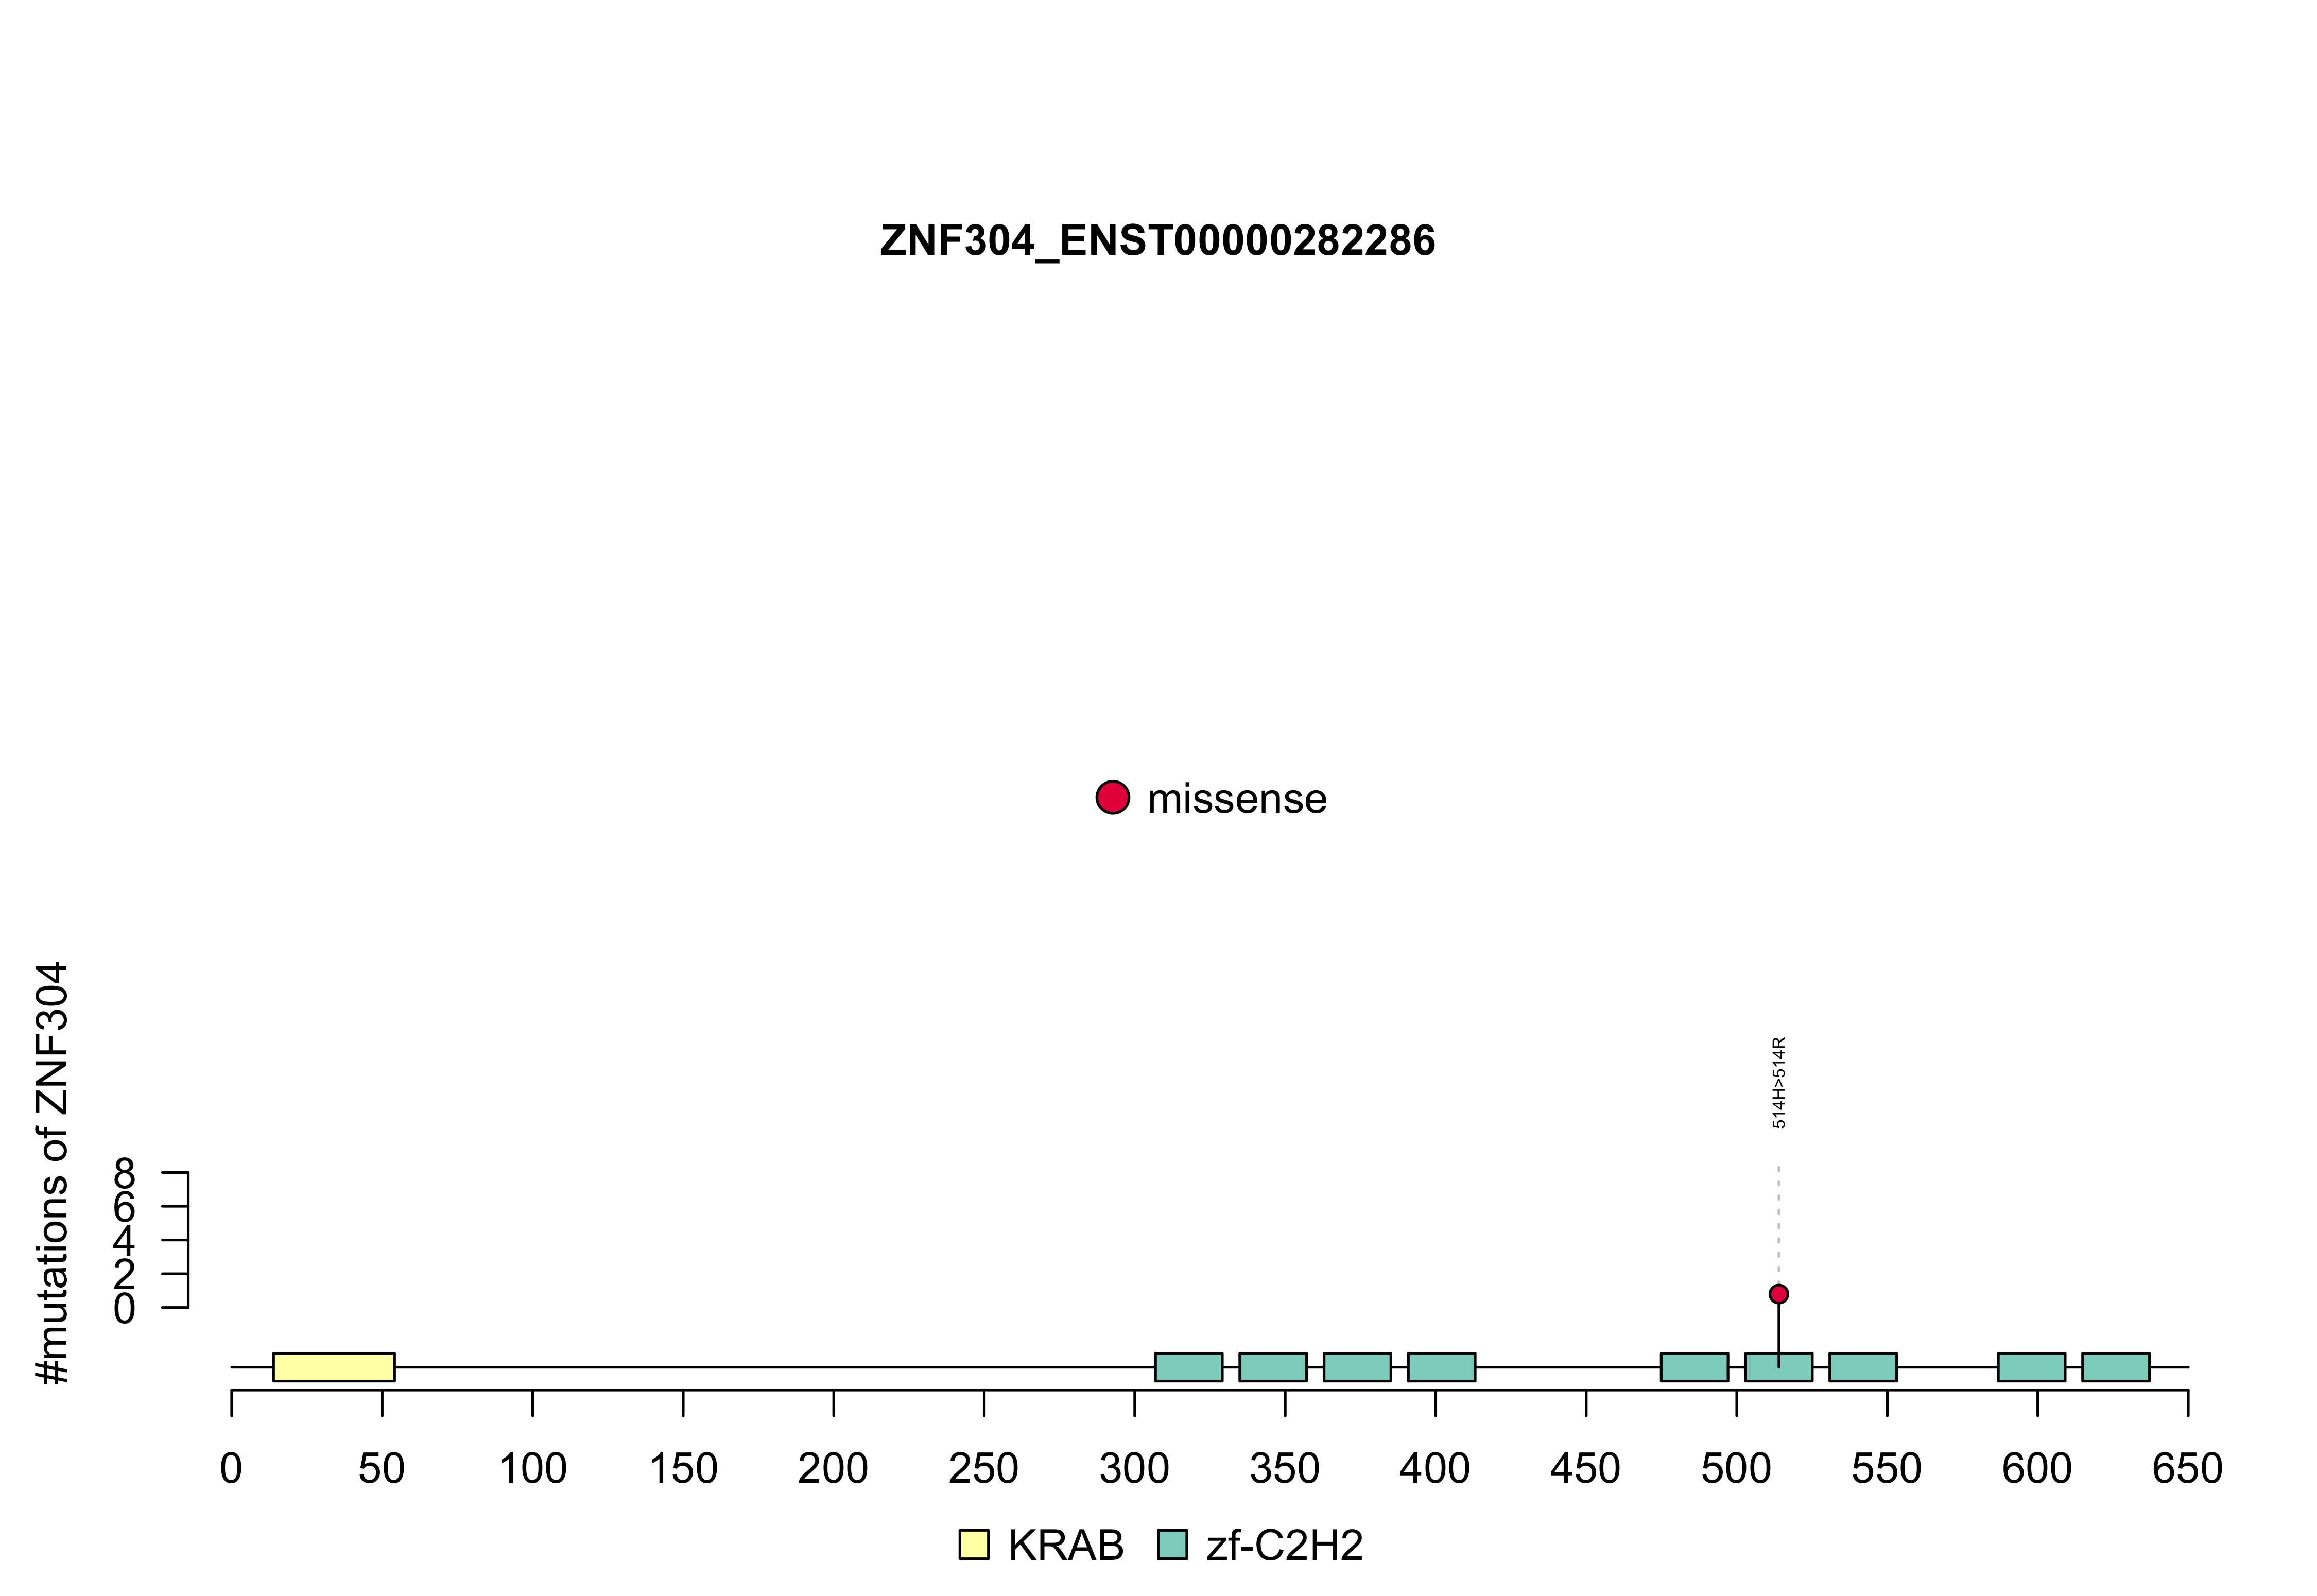 ZNF304_ENST00000282286
missense
#mutations of ZNF304
514H>514R
8
6
4
2
0
0 50 100 150 200 250 300 350 400 450 500 550 600 650
KRAB zf-C2H2